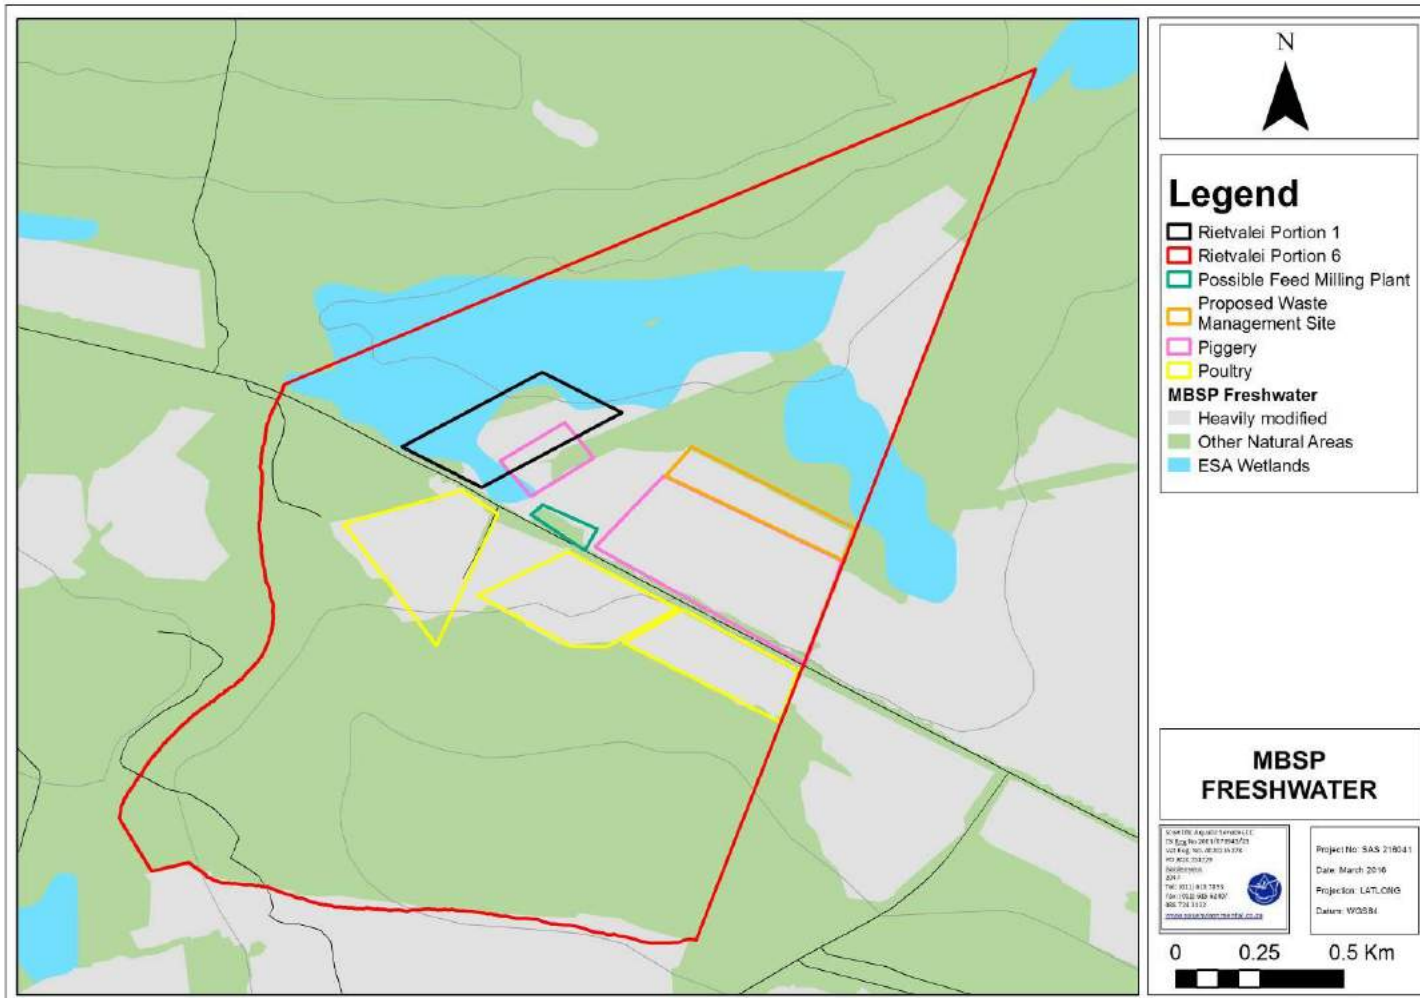 N
Legend
Rietvalei Portion 1
Rietvalei Portion 6
Possible Feed Milling Plant
Proposed Waste
Management Site
Piggery
Poultry
MBSP Freshwater
Heavily modified
Other Natural Areas
ESA Wetlands
MBSP
FRESHWATER
Project No: SAS 216041
Date: March 2016
Projection: LATLONG
Datum: WGS84
0 0.25 0.5 Km